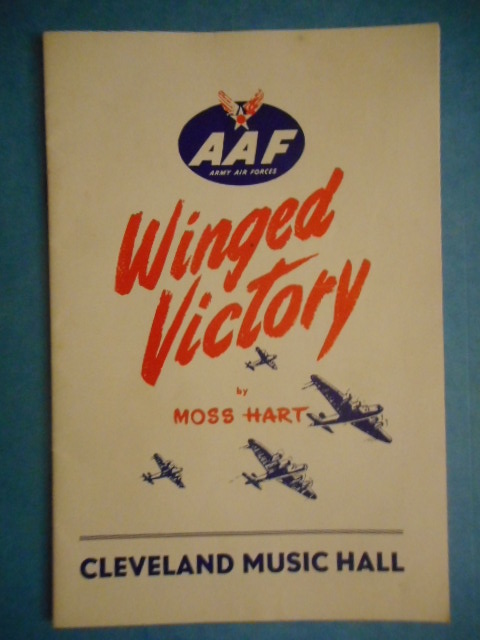 AAF
ARMY AIR FORCES
Winged
Victory
by
MOSS HART
CLEVELAND MUSIC HALL